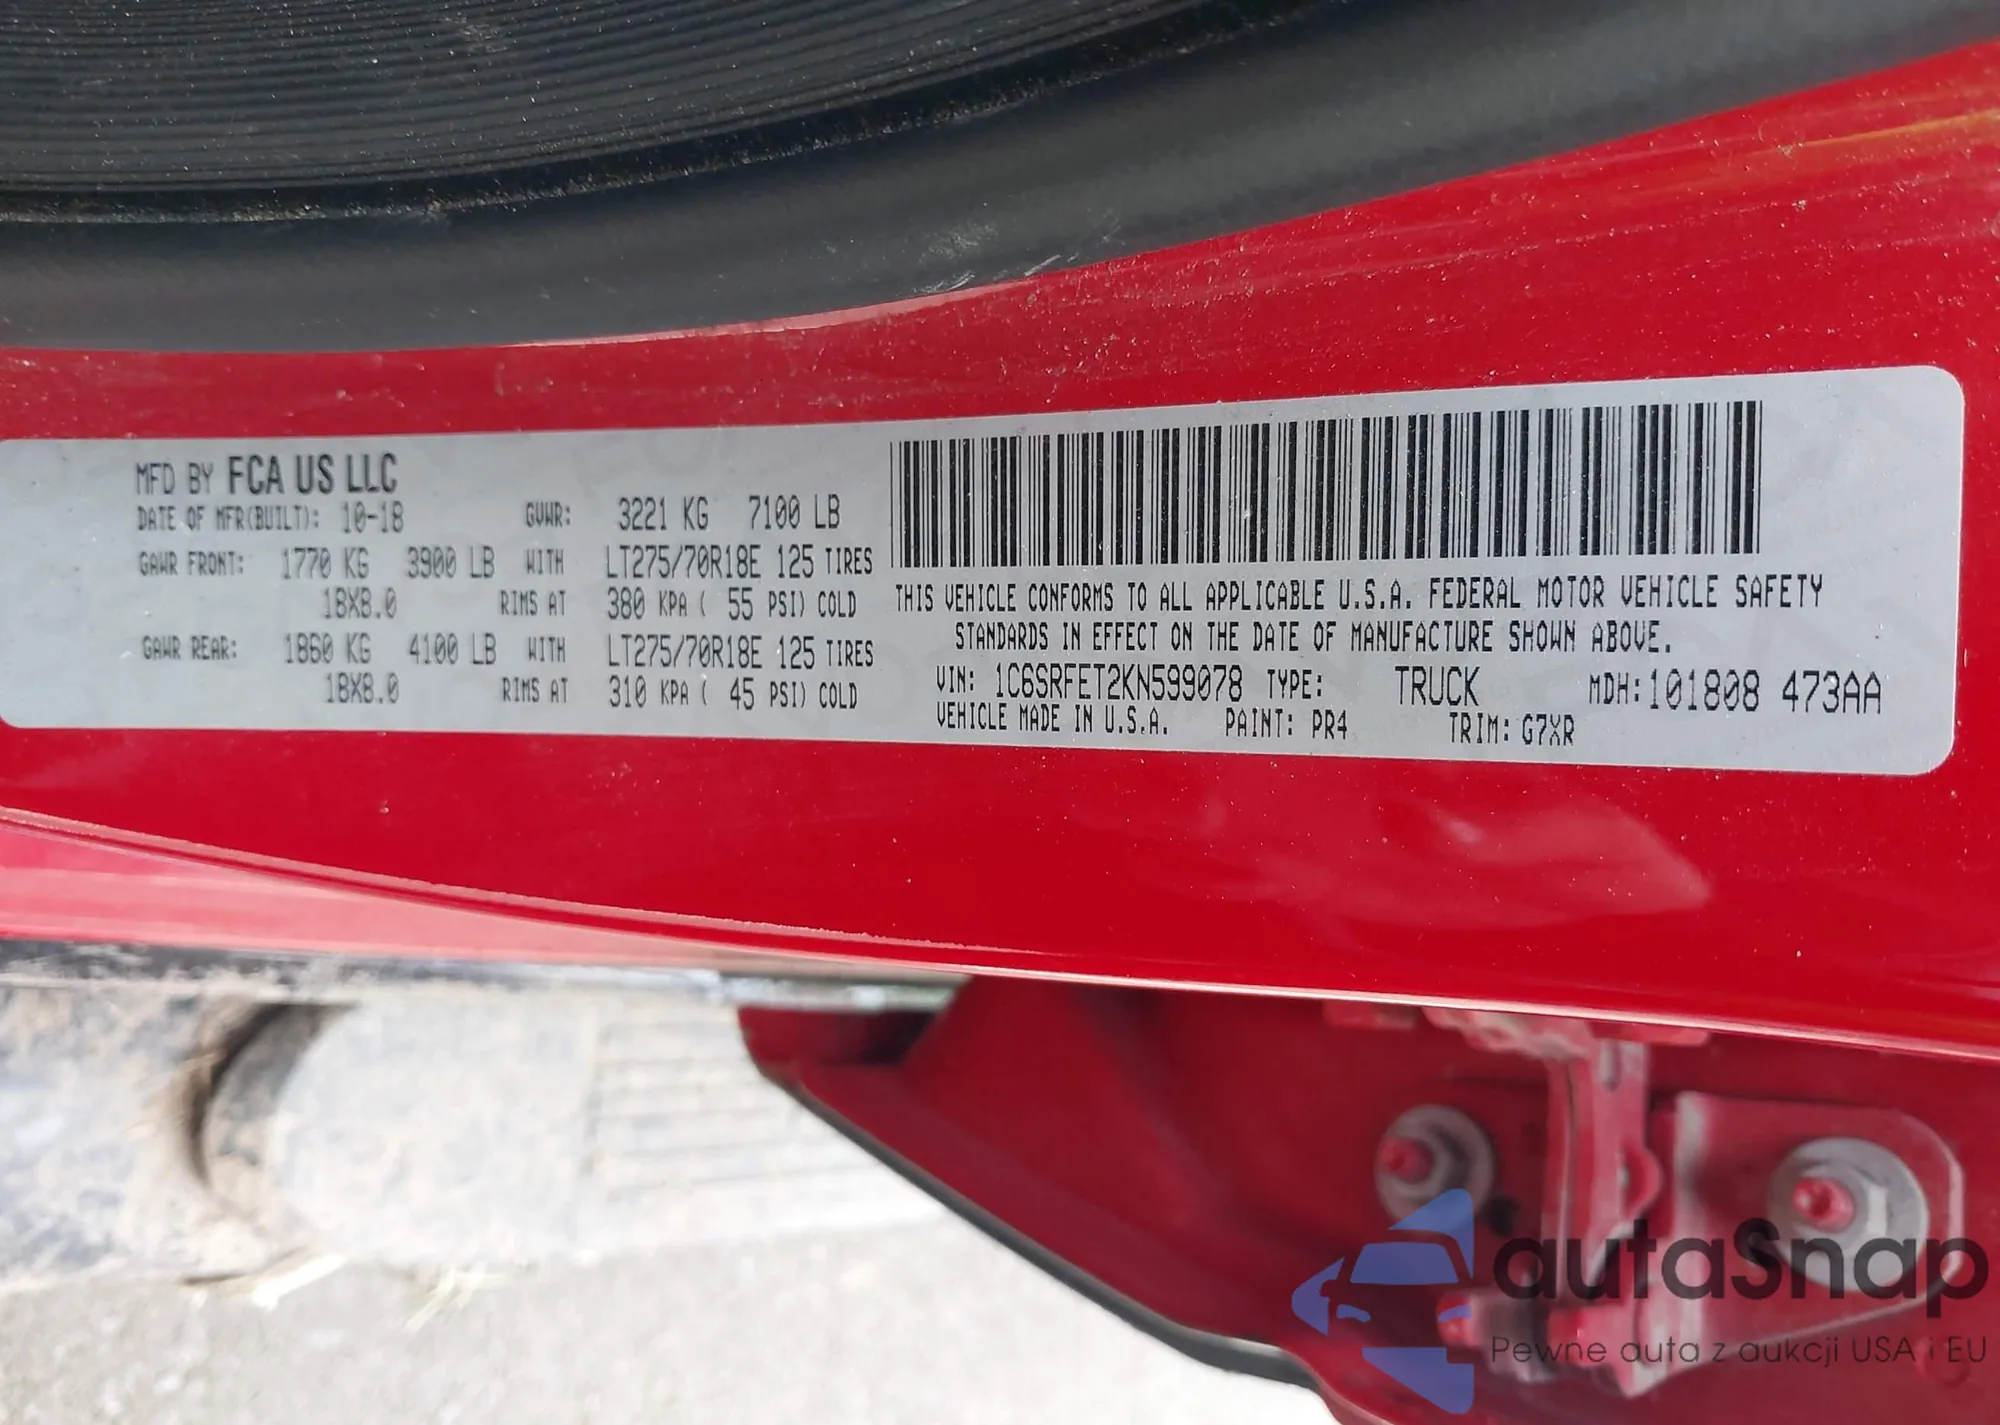 MFD BY FCA US LLC
DATE OF MFR(BUILT): 10-18 GVWR: 3221 KG 7100 LB
GAWR FRONT: 1770 KG 3900 LB WITH LT275/70R18E 125 TIRES
18X8.0 RIMS AT 380 KPA ( 55 PSI) COLD
GAWR REAR: 1860 KG 4100 LB WITH LT275/70R18E 125 TIRES
18X8.0 RIMS AT 310 KPA ( 45 PSI) COLD
THIS VEHICLE CONFORMS TO ALL APPLICABLE U.S.A. FEDERAL MOTOR VEHICLE SAFETY
STANDARDS IN EFFECT ON THE DATE OF MANUFACTURE SHOWN ABOVE.
VIN: 1C6SRFET2KN599078 TYPE: TRUCK MDH: 101808 473AA
VEHICLE MADE IN U.S.A. PAINT: PR4 TRIM: G7XR
autaSnap
Pewne auta z aukcji USA i EU